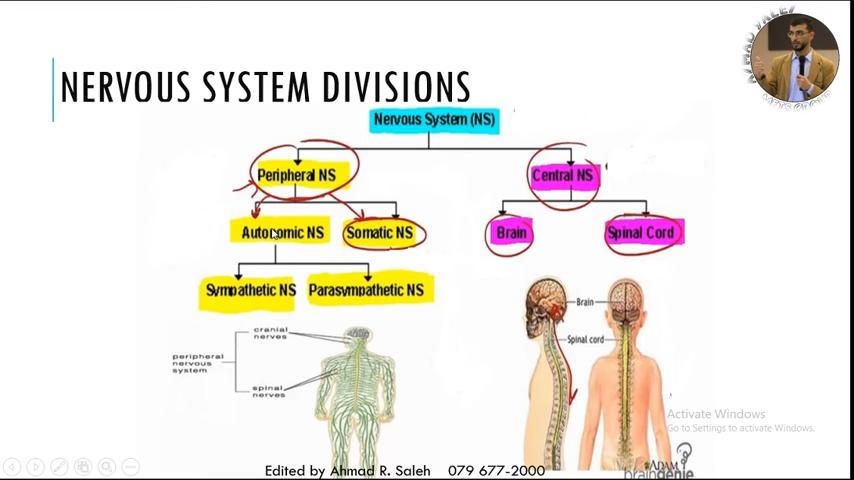 NERVOUS SYSTEM DIVISIONS
Nervous System (NS)
Peripheral NS
Central NS
Autonomic NS
Somatic NS
Brain
Spinal Cord
Sympathetic NS
Parasympathetic NS
cranial
nerves
peripheral
nervous
system
spinal
nerves
Brain
Spinal cord
Activate Windows
Go to Settings to activate Windows.
ADAM
braingenie
Edited by Ahmad R. Saleh 079 677-2000